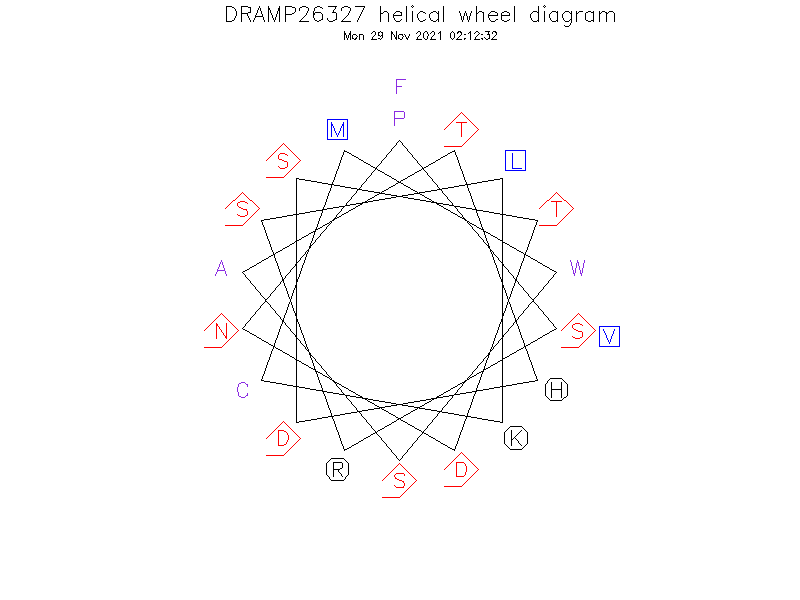 DRAMP26327 helical wheel diagram
Mon 29 Nov 2021 02:12:32
F
P
M
T
S
L
S
T
A
W
N
S
V
C
H
D
K
R
S
D